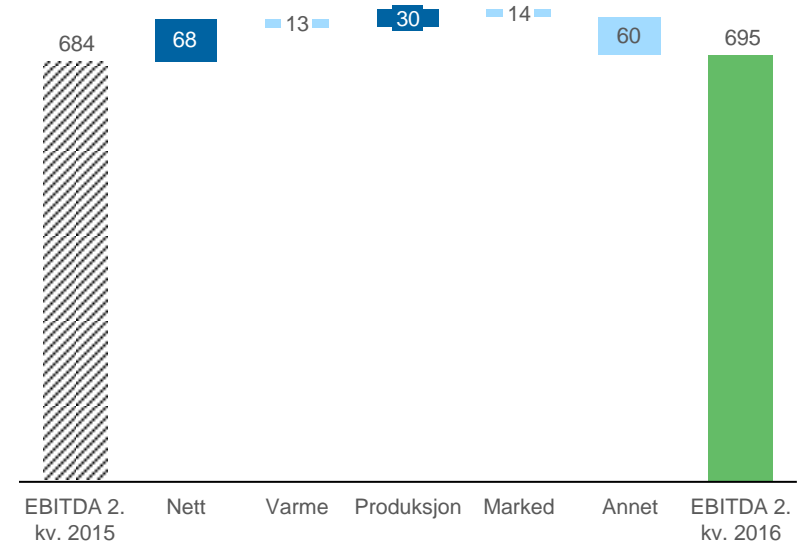 684
68
13
30
14
60
695
EBITDA 2.
kv. 2015
Nett
Varme
Produksjon
Marked
Annet
EBITDA 2.
kv. 2016